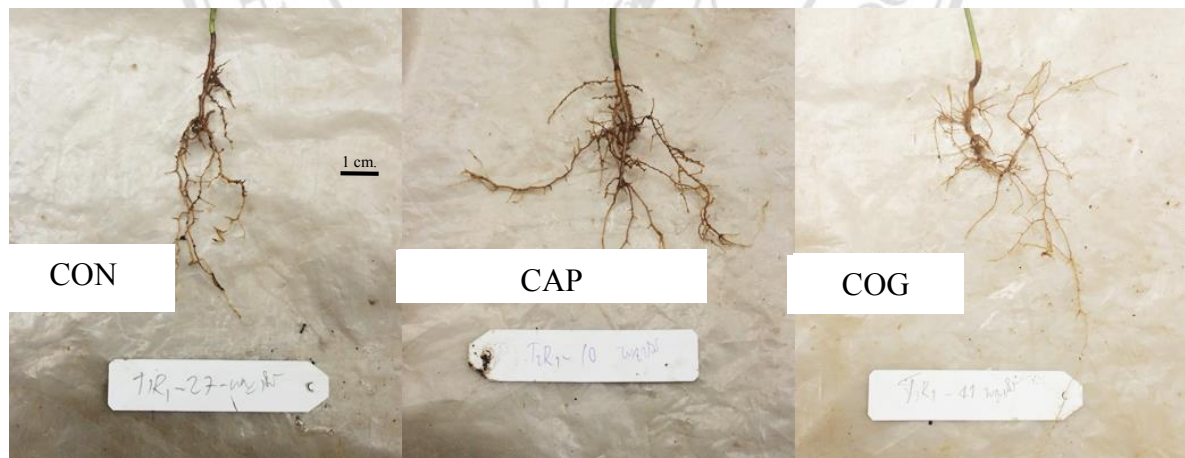 1 cm.
CON
CAP
COG
T1R1-27-
T2R1-10
T3R1-41